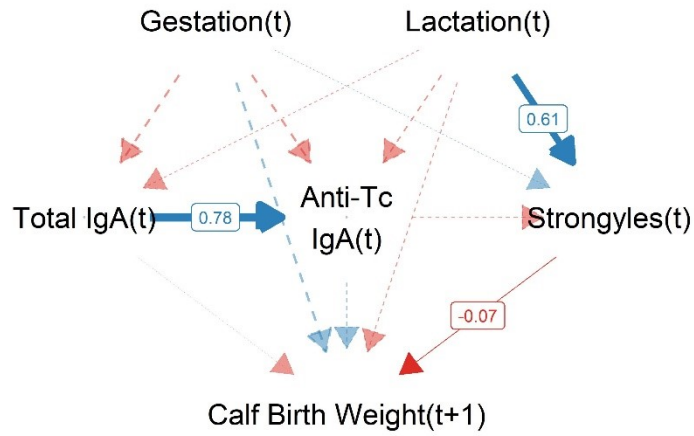 Gestation(t) Lactation(t)
0.61
Anti-Tc
Total IgA(t) 0.78 Strongyles(t)
IgA(t)
-0.07
Calf Birth Weight(t+1)